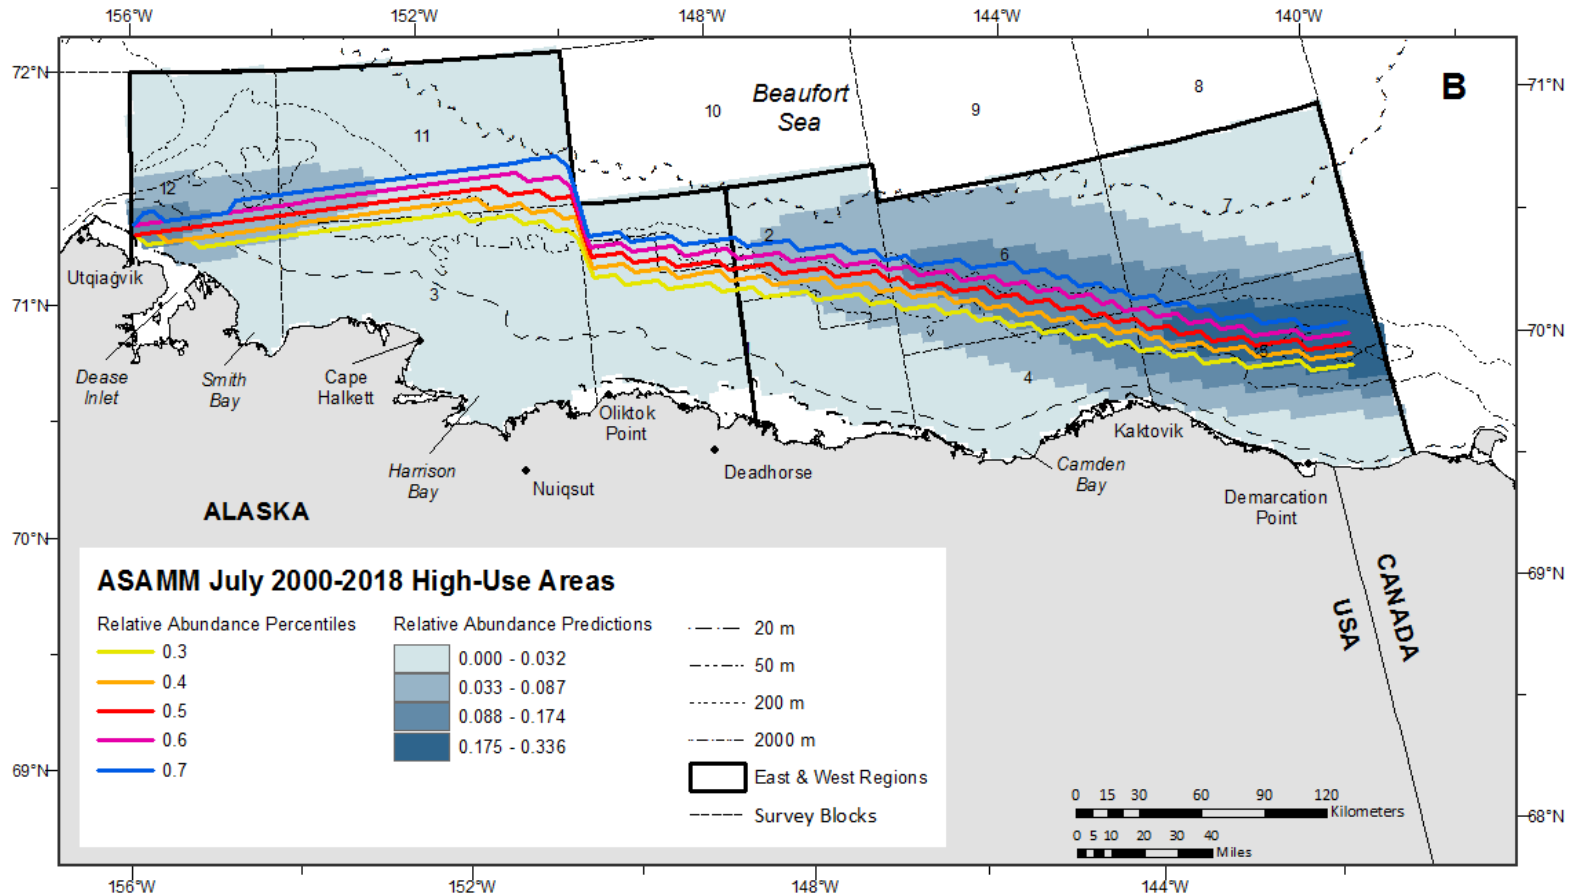 156°W 152°W 148°W 144°W 140°W
72°N
71°N
70°N
69°N
71°N
70°N
69°N
68°N
B
Beaufort
Sea
8
9
10
11
12
7
2
6
3
4
5
Utqiaġvik
Dease
Inlet
Smith
Bay
Cape
Halkett
Harrison
Bay
Oliktok
Point
Nuiqsut
Deadhorse
Kaktovik
Camden
Bay
Demarcation
Point
ALASKA
USA
CANADA
ASAMM July 2000-2018 High-Use Areas
Relative Abundance Percentiles
0.3
0.4
0.5
0.6
0.7
Relative Abundance Predictions
0.000 - 0.032
0.033 - 0.087
0.088 - 0.174
0.175 - 0.336
20 m
50 m
200 m
2000 m
East & West Regions
Survey Blocks
0 15 30 60 90 120
Kilometers
0 5 10 20 30 40
Miles
156°W 152°W 148°W 144°W